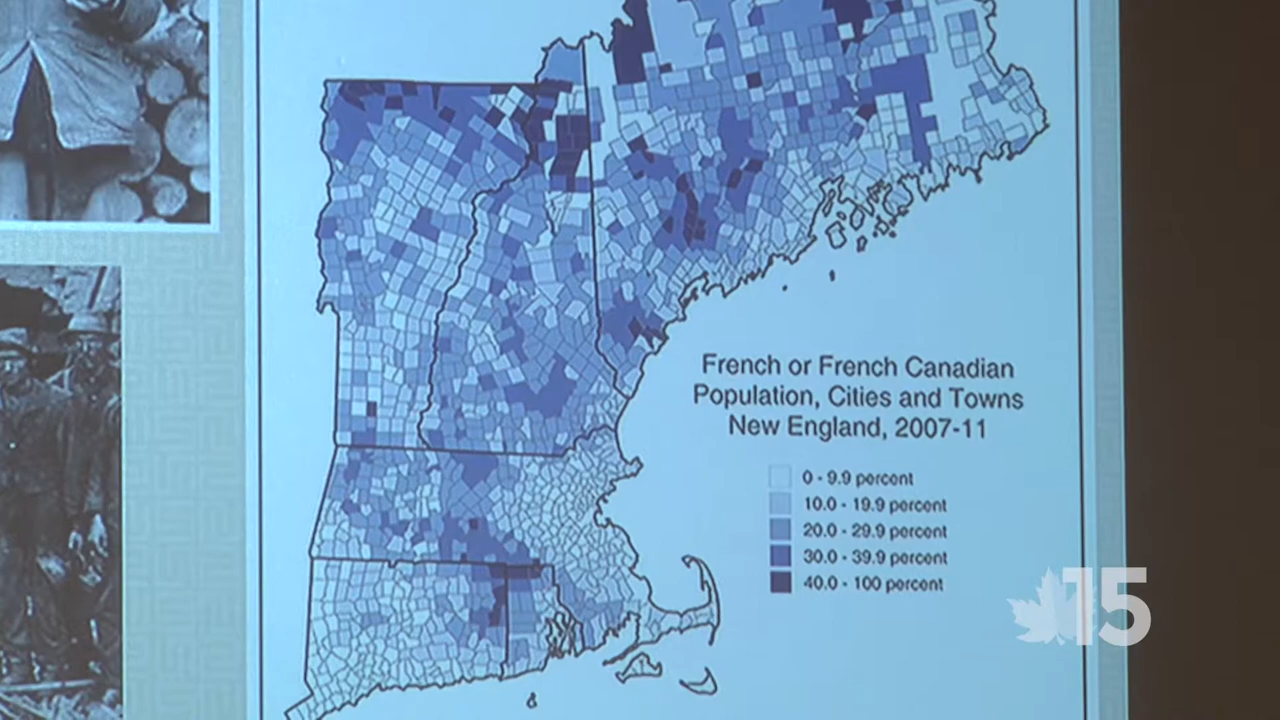 French or French Canadian
Population, Cities and Towns
New England, 2007-11
0 - 9.9 percent
10.0 - 19.9 percent
20.0 - 29.9 percent
30.0 - 39.9 percent
40.0 - 100 percent
15